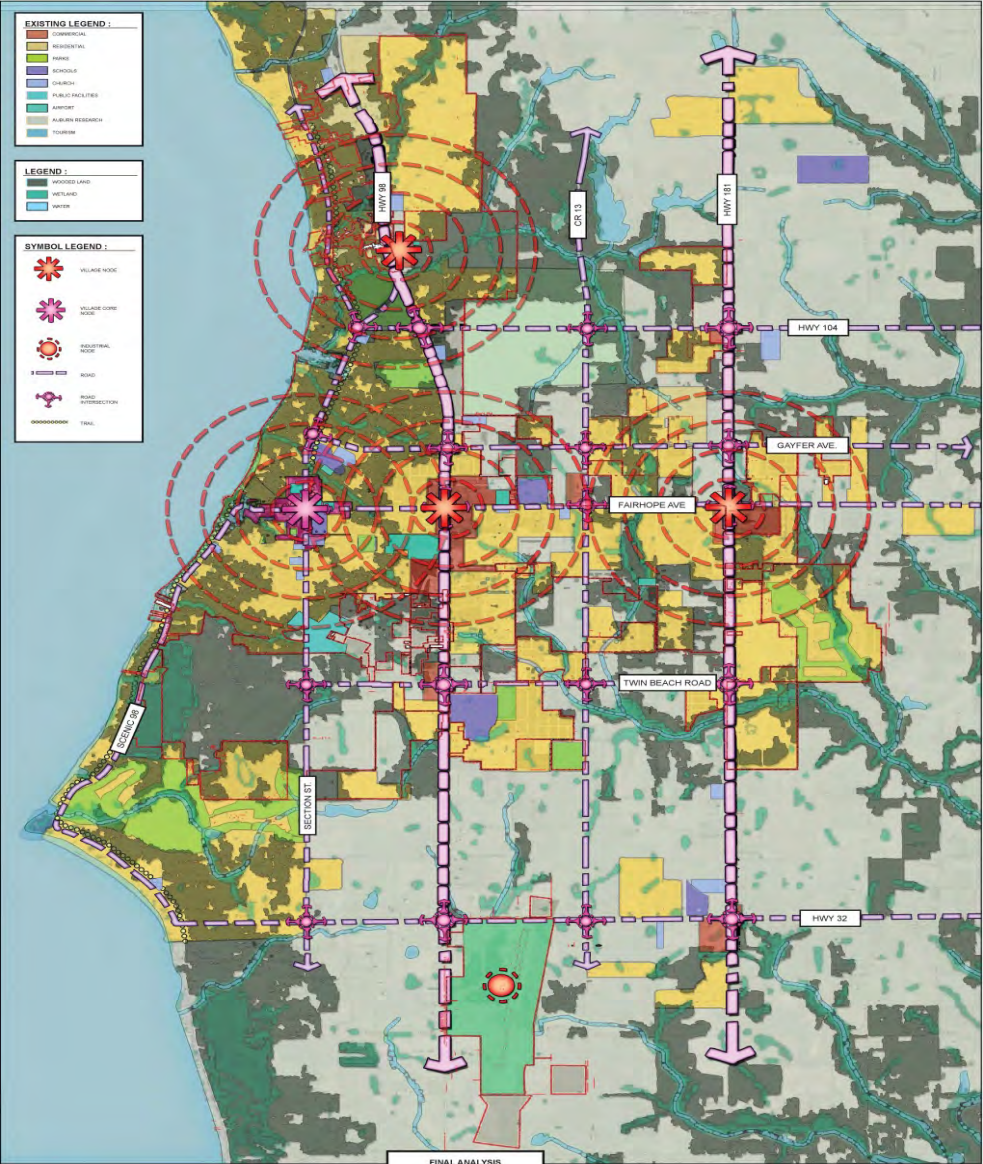 EXISTING LEGEND :
COMMERCIAL
RESIDENTIAL
PARKS
SCHOOLS
CHURCH
PUBLIC FACILITIES
AIRPORT
AUBURN RESEARCH
TOURISM
LEGEND :
WOODED LAND
WETLAND
WATER
SYMBOL LEGEND :
VILLAGE NODE
VILLAGE CORE
NODE
INDUSTRIAL
NODE
ROAD
ROAD
INTERSECTION
TRAIL
HWY 98
CR 13
HWY 181
HWY 104
GAYFER AVE.
FAIRHOPE AVE
TWIN BEACH ROAD
SCENIC 98
SECTION ST
HWY 32
FINAL ANALYSIS